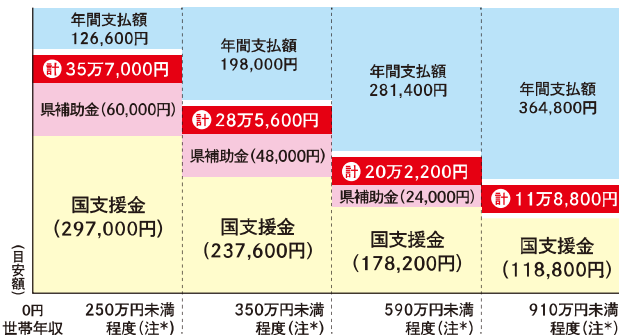 年間支払額
126,600円
計 35万7,000円
県補助金(60,000円)
国支援金
(297,000円)
年間支払額
198,000円
計 28万5,600円
県補助金(48,000円)
国支援金
(237,600円)
年間支払額
281,400円
計 20万2,200円
県補助金(24,000円)
国支援金
(178,200円)
年間支払額
364,800円
計 11万8,800円
国支援金
(118,800円)
(目安額)
0円
世帯年収
250万円未満
程度(注*)
350万円未満
程度(注*)
590万円未満
程度(注*)
910万円未満
程度(注*)